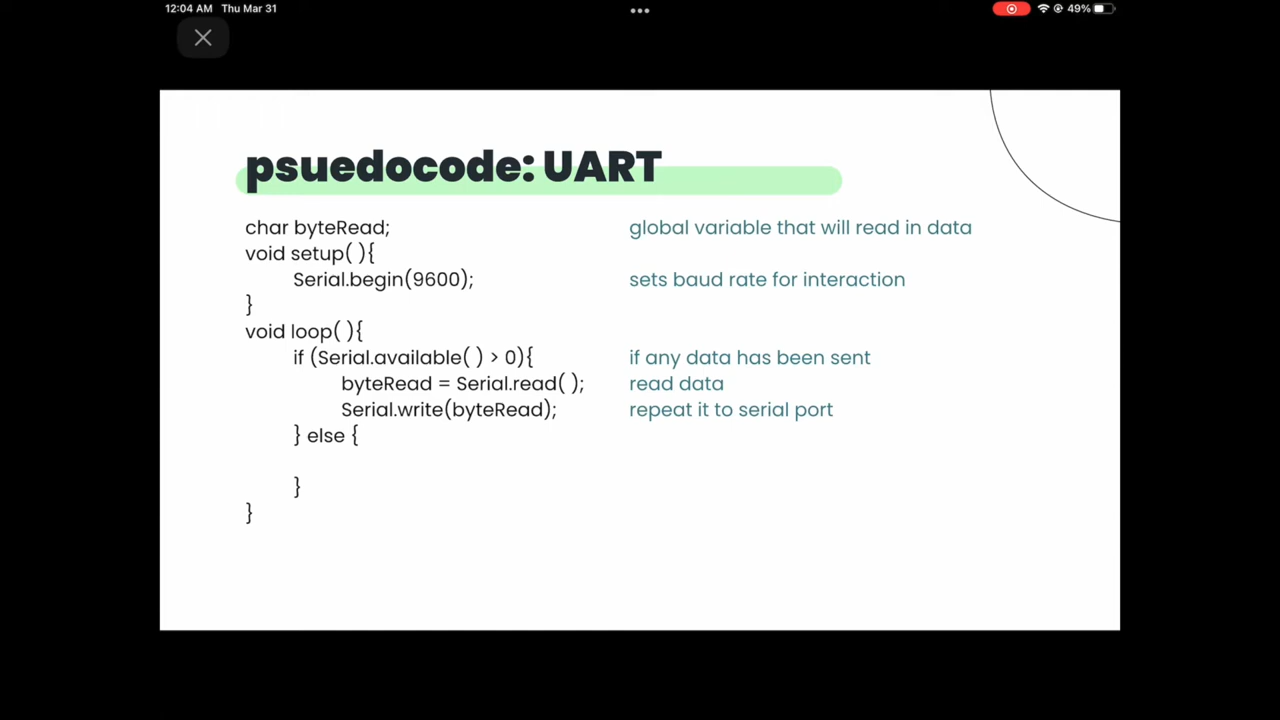 12:04 AM Thu Mar 31
49%
psuedocode: UART
char byteRead; global variable that will read in data
void setup( ){
Serial.begin(9600); sets baud rate for interaction
}
void loop( ){
if (Serial.available( ) > 0){ if any data has been sent
byteRead = Serial.read( ); read data
Serial.write(byteRead); repeat it to serial port
} else {
}
}